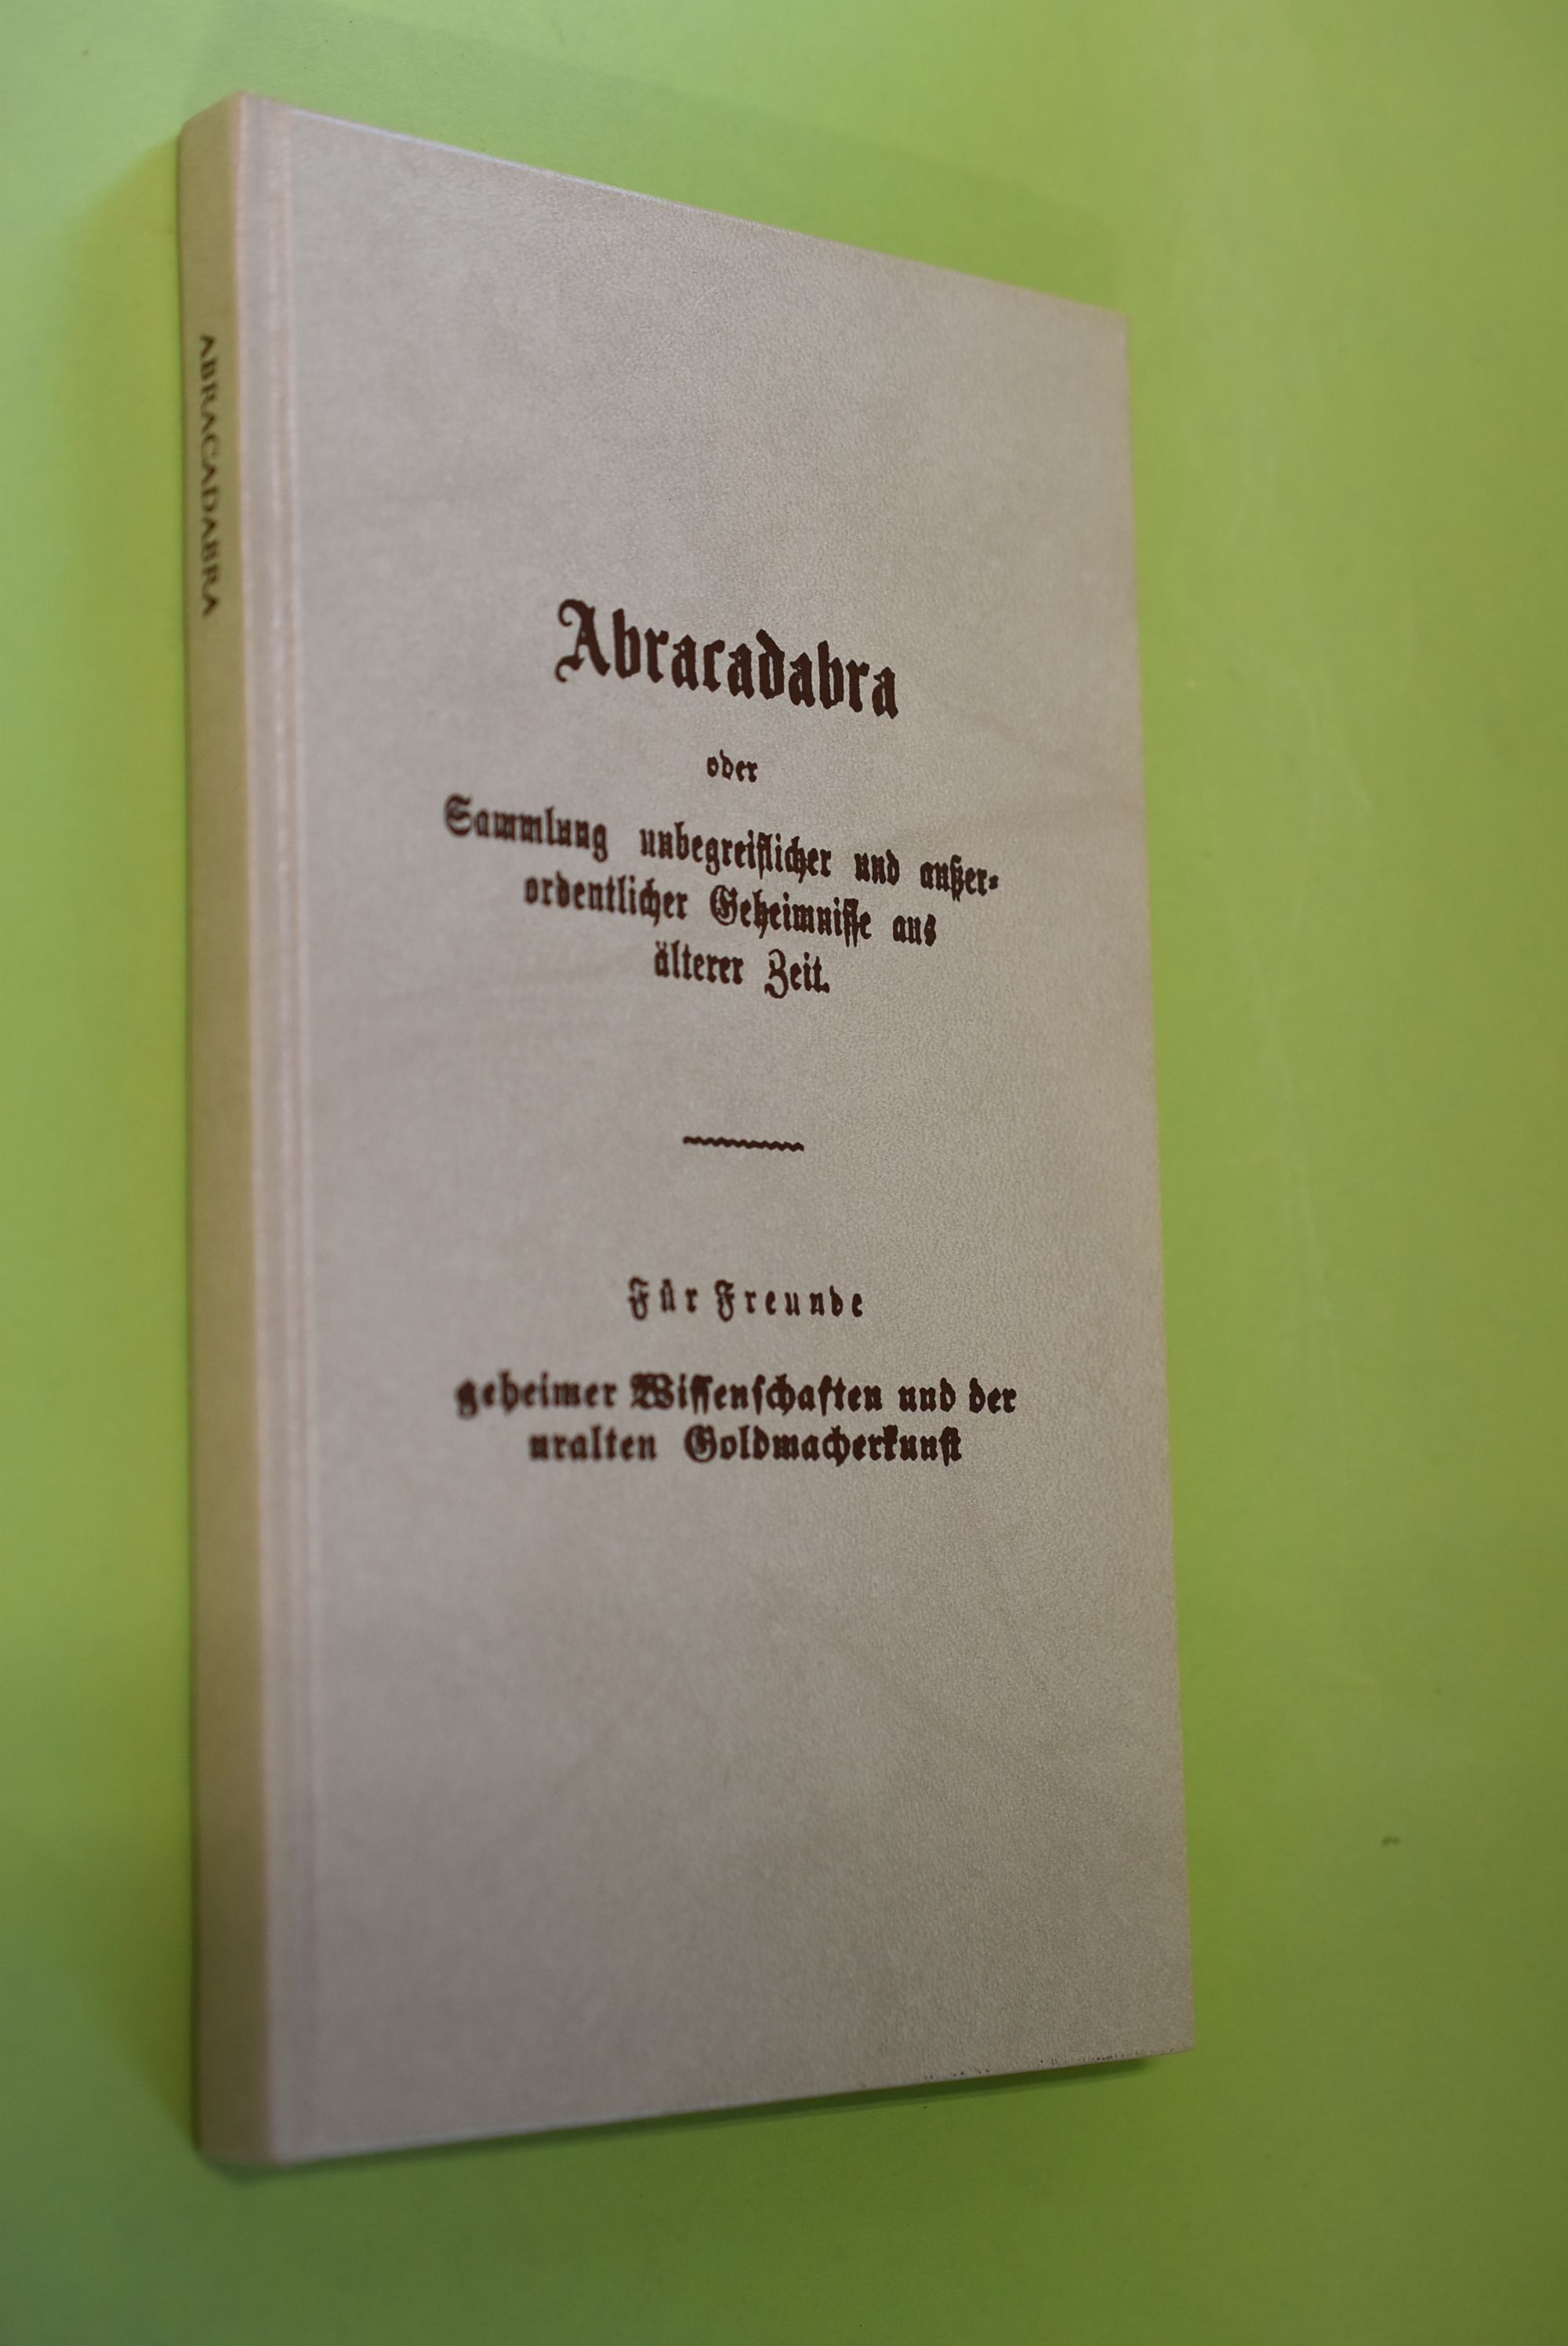 ABRACADABRA
Abracadabra
oder
Sammlung unbegreiflicher und außer-
ordentlicher Geheimnisse aus
älterer Zeit.
Für Freunde
geheimer Wissenschaften und der
uralten Goldmacherkunst